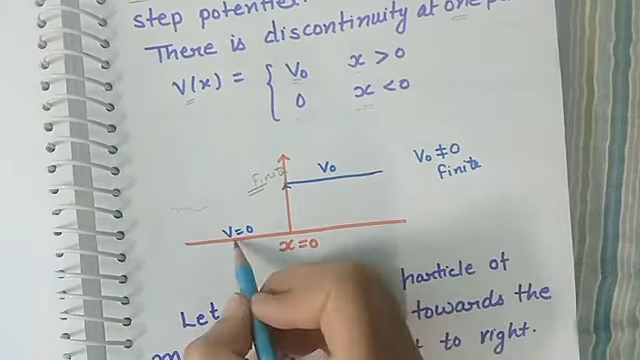 step potential.
There is discontinuity at one
V(x) = { V₀ x > 0
0 x < 0
V₀ ≠ 0
finite
finite
V₀
V=0
x=0
Let particle of
towards the
to right.